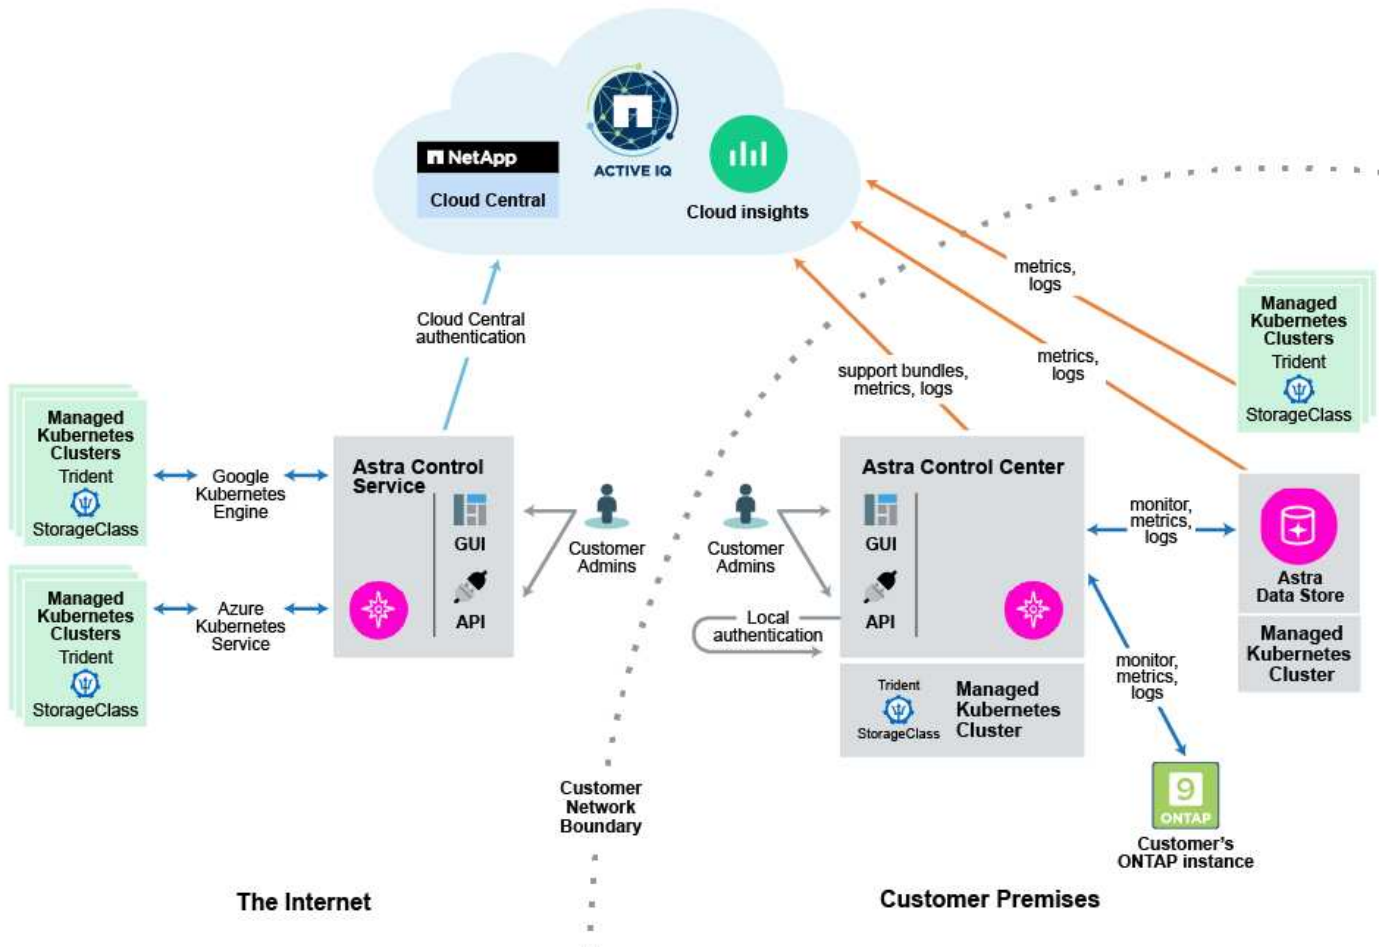 NetApp
Cloud Central
ACTIVE IQ
Cloud insights
Cloud Central
authentication
metrics,
logs
metrics,
logs
support bundles,
metrics, logs
Managed
Kubernetes
Clusters
Trident
StorageClass
Managed
Kubernetes
Clusters
Trident
StorageClass
Google
Kubernetes
Engine
Managed
Kubernetes
Clusters
Trident
StorageClass
Azure
Kubernetes
Service
Astra Control
Service
GUI
API
Customer
Admins
Customer
Admins
Local
authentication
Astra Control Center
GUI
API
Trident
StorageClass
Managed
Kubernetes
Cluster
monitor,
metrics,
logs
Astra
Data Store
Managed
Kubernetes
Cluster
monitor,
metrics,
logs
9
ONTAP
Customer's
ONTAP instance
Customer
Network
Boundary
The Internet
Customer Premises